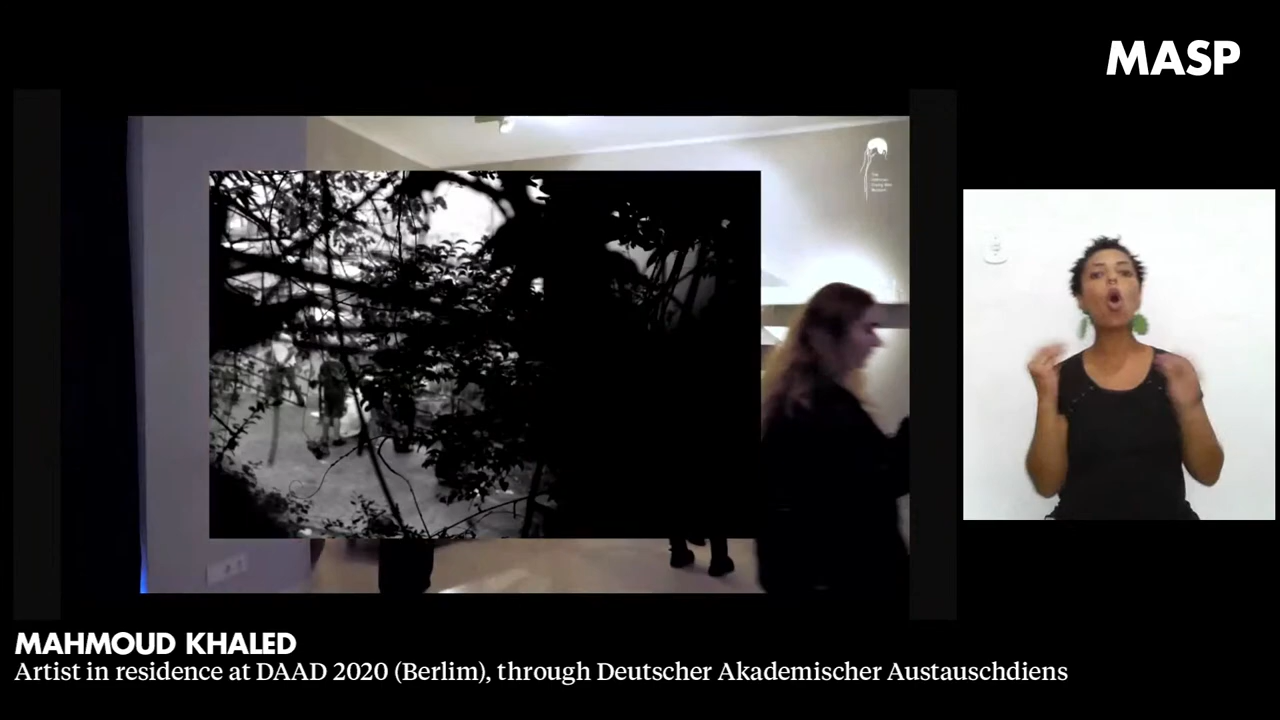 MASP
MAHMOUD KHALED
Artist in residence at DAAD 2020 (Berlim), through Deutscher Akademischer Austauschdiens